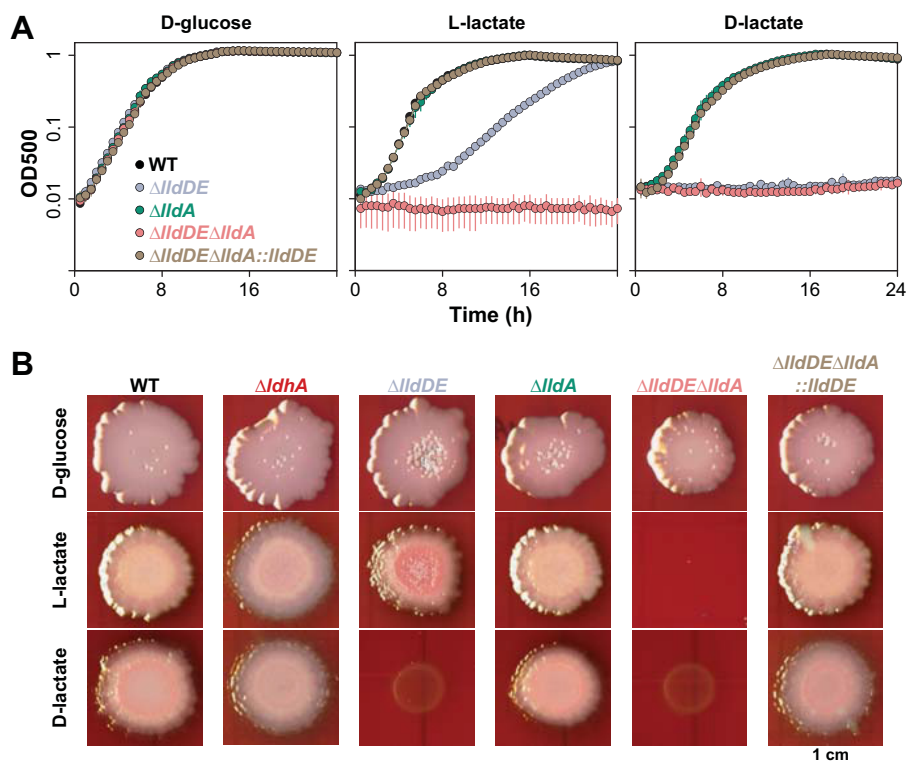 A
D-glucose
L-lactate
D-lactate
OD500
1
0.1
0.01
WT
ΔlldDE
ΔlldA
ΔlldDEΔlldA
ΔlldDEΔlldA::lldDE
0 8 16 0 8 16 0 8 16 24
Time (h)
B
WT ΔldhA ΔlldDE ΔlldA ΔlldDEΔlldA ΔlldDEΔlldA
::lldDE
D-glucose
L-lactate
D-lactate
1 cm